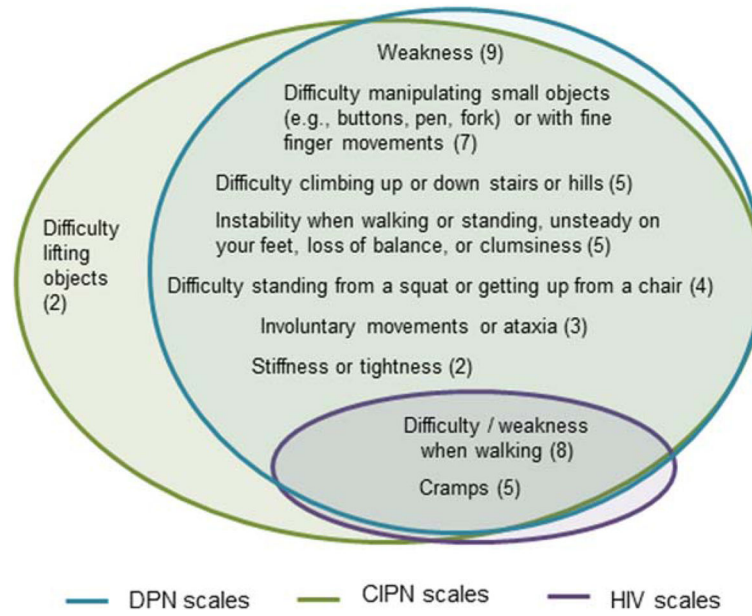 Weakness (9)
Difficulty manipulating small objects
(e.g., buttons, pen, fork) or with fine
finger movements (7)
Difficulty climbing up or down stairs or hills (5)
Difficulty
lifting
objects
(2)
Instability when walking or standing, unsteady on
your feet, loss of balance, or clumsiness (5)
Difficulty standing from a squat or getting up from a chair (4)
Involuntary movements or ataxia (3)
Stiffness or tightness (2)
Difficulty / weakness
when walking (8)
Cramps (5)
DPN scales
CIPN scales
HIV scales